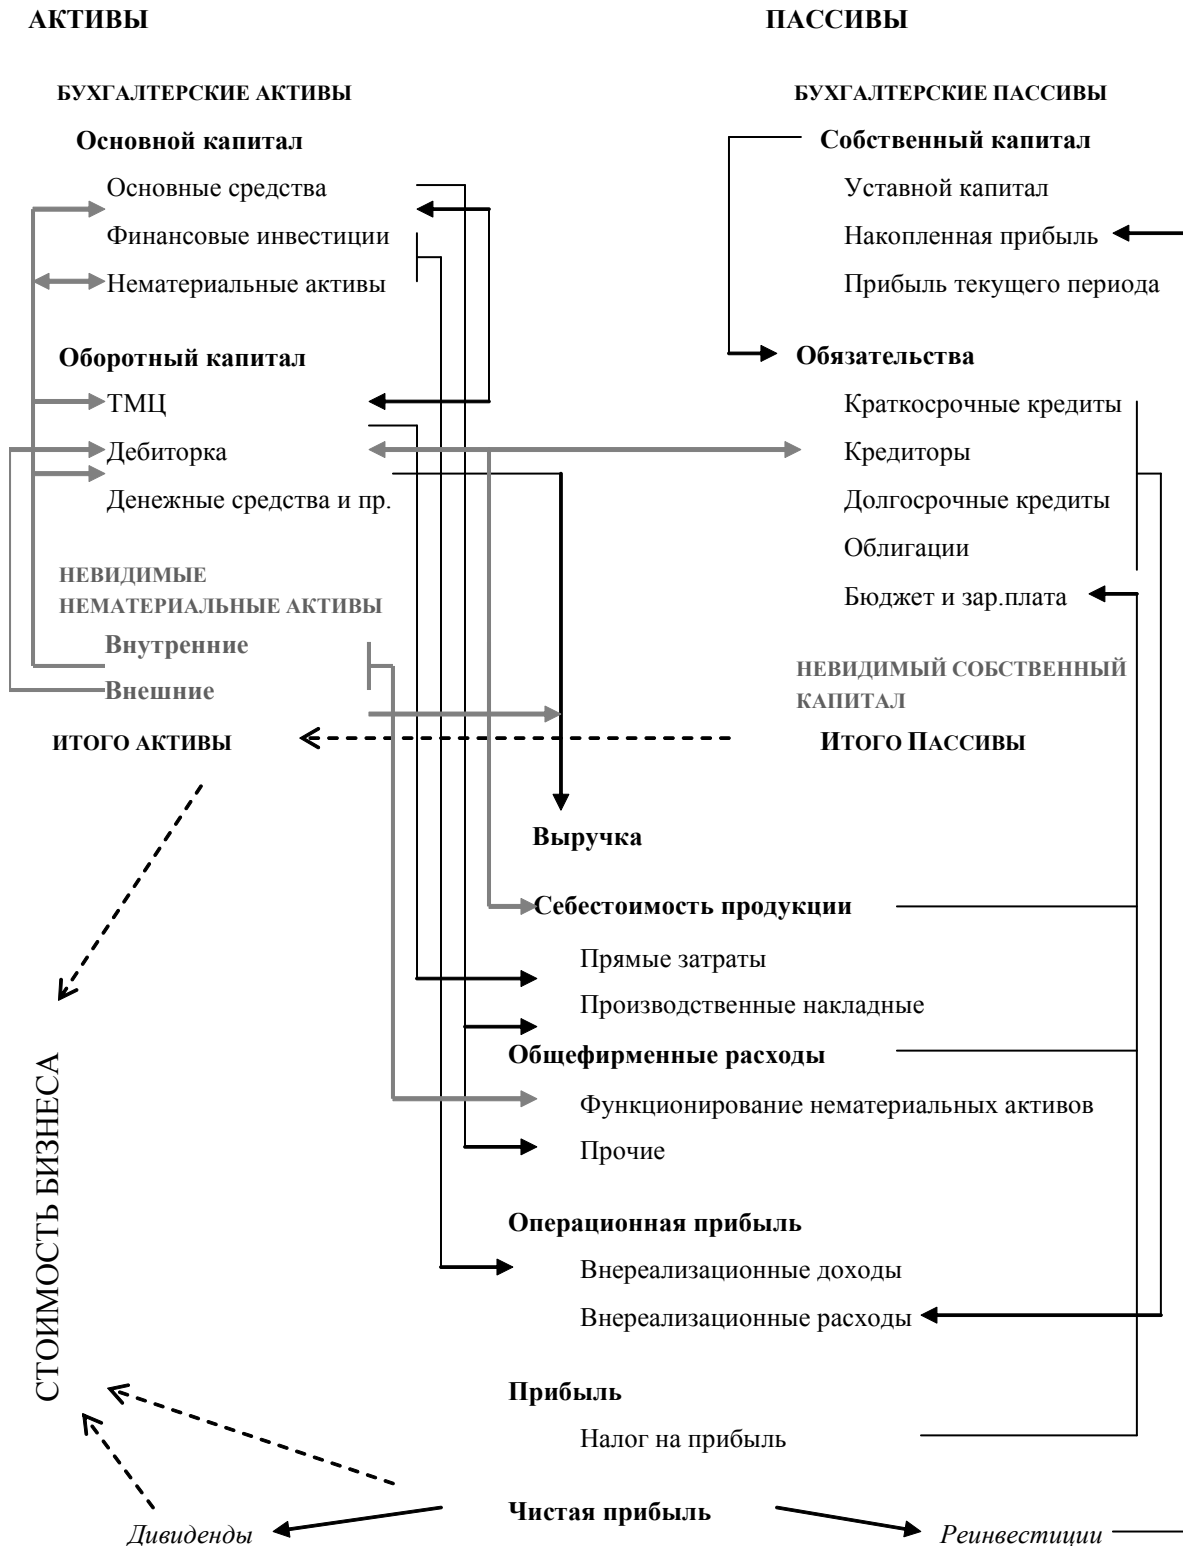 АКТИВЫ
ПАССИВЫ
БУХГАЛТЕРСКИЕ АКТИВЫ
Основной капитал
Основные средства
Финансовые инвестиции
Нематериальные активы
Оборотный капитал
ТМЦ
Дебиторка
Денежные средства и пр.
НЕВИДИМЫЕ
НЕМАТЕРИАЛЬНЫЕ АКТИВЫ
Внутренние
Внешние
ИТОГО АКТИВЫ
БУХГАЛТЕРСКИЕ ПАССИВЫ
Собственный капитал
Уставной капитал
Накопленная прибыль
Прибыль текущего периода
Обязательства
Краткосрочные кредиты
Кредиторы
Долгосрочные кредиты
Облигации
Бюджет и зар.плата
НЕВИДИМЫЙ СОБСТВЕННЫЙ
КАПИТАЛ
ИТОГО ПАССИВЫ
Выручка
Себестоимость продукции
Прямые затраты
Производственные накладные
Общефирменные расходы
Функционирование нематериальных активов
Прочие
Операционная прибыль
Внереализационные доходы
Внереализационные расходы
Прибыль
Налог на прибыль
Чистая прибыль
СТОИМОСТЬ БИЗНЕСА
Дивиденды
Реинвестиции